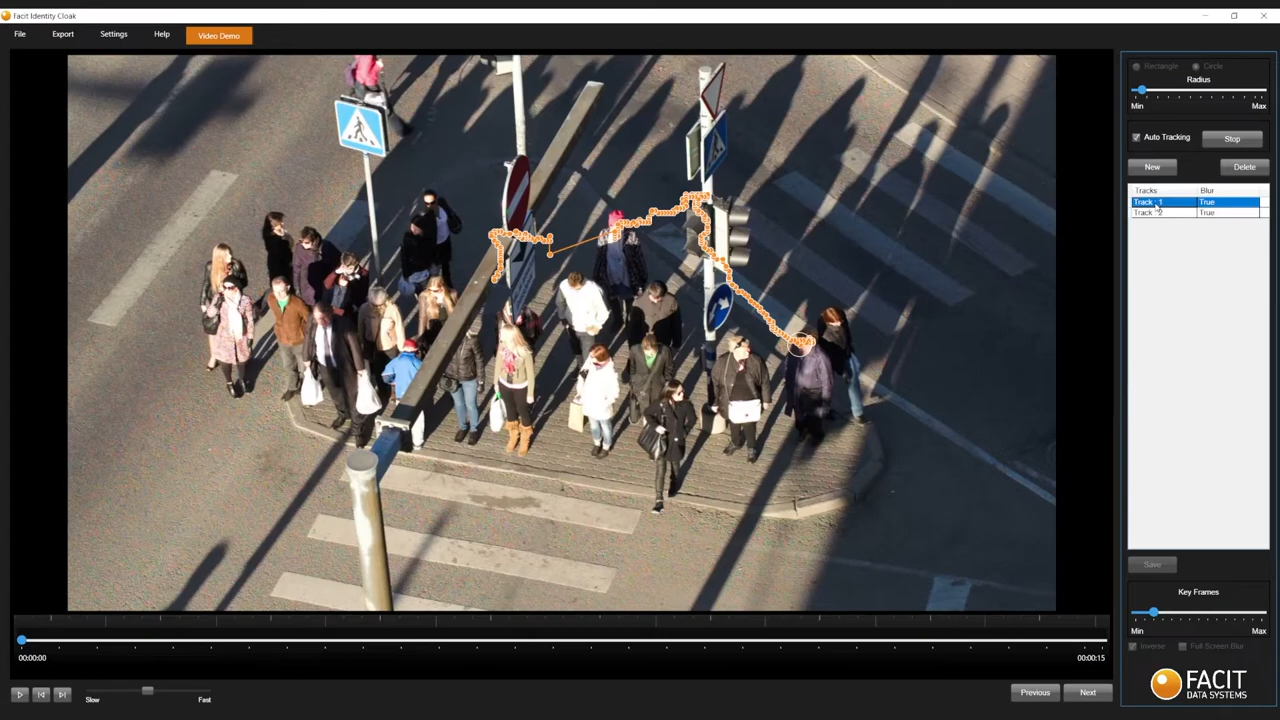 Facit Identity Cloak
File Export Settings Help Video Demo
Rectangle Circle
Radius
Min Max
Auto Tracking Stop
New Delete
Tracks Blur
Track : 1 True
Track : 2 True
Save
Key Frames
Min Max
Inverse Full Screen Blur
00:00:00 00:00:15
Slow Fast
Previous Next
FACIT
DATA SYSTEMS